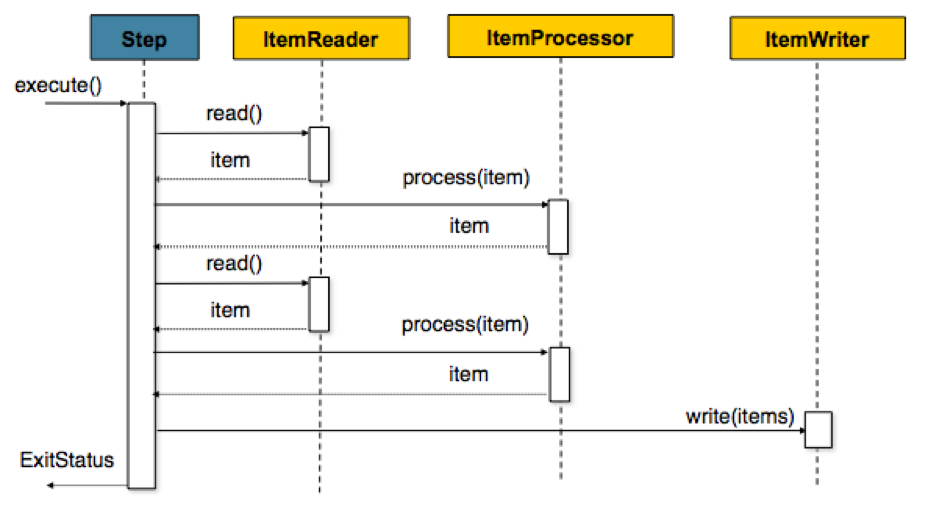 Step
ItemReader
ItemProcessor
ItemWriter
execute()
read()
item
process(item)
item
read()
item
process(item)
item
write(items)
ExitStatus